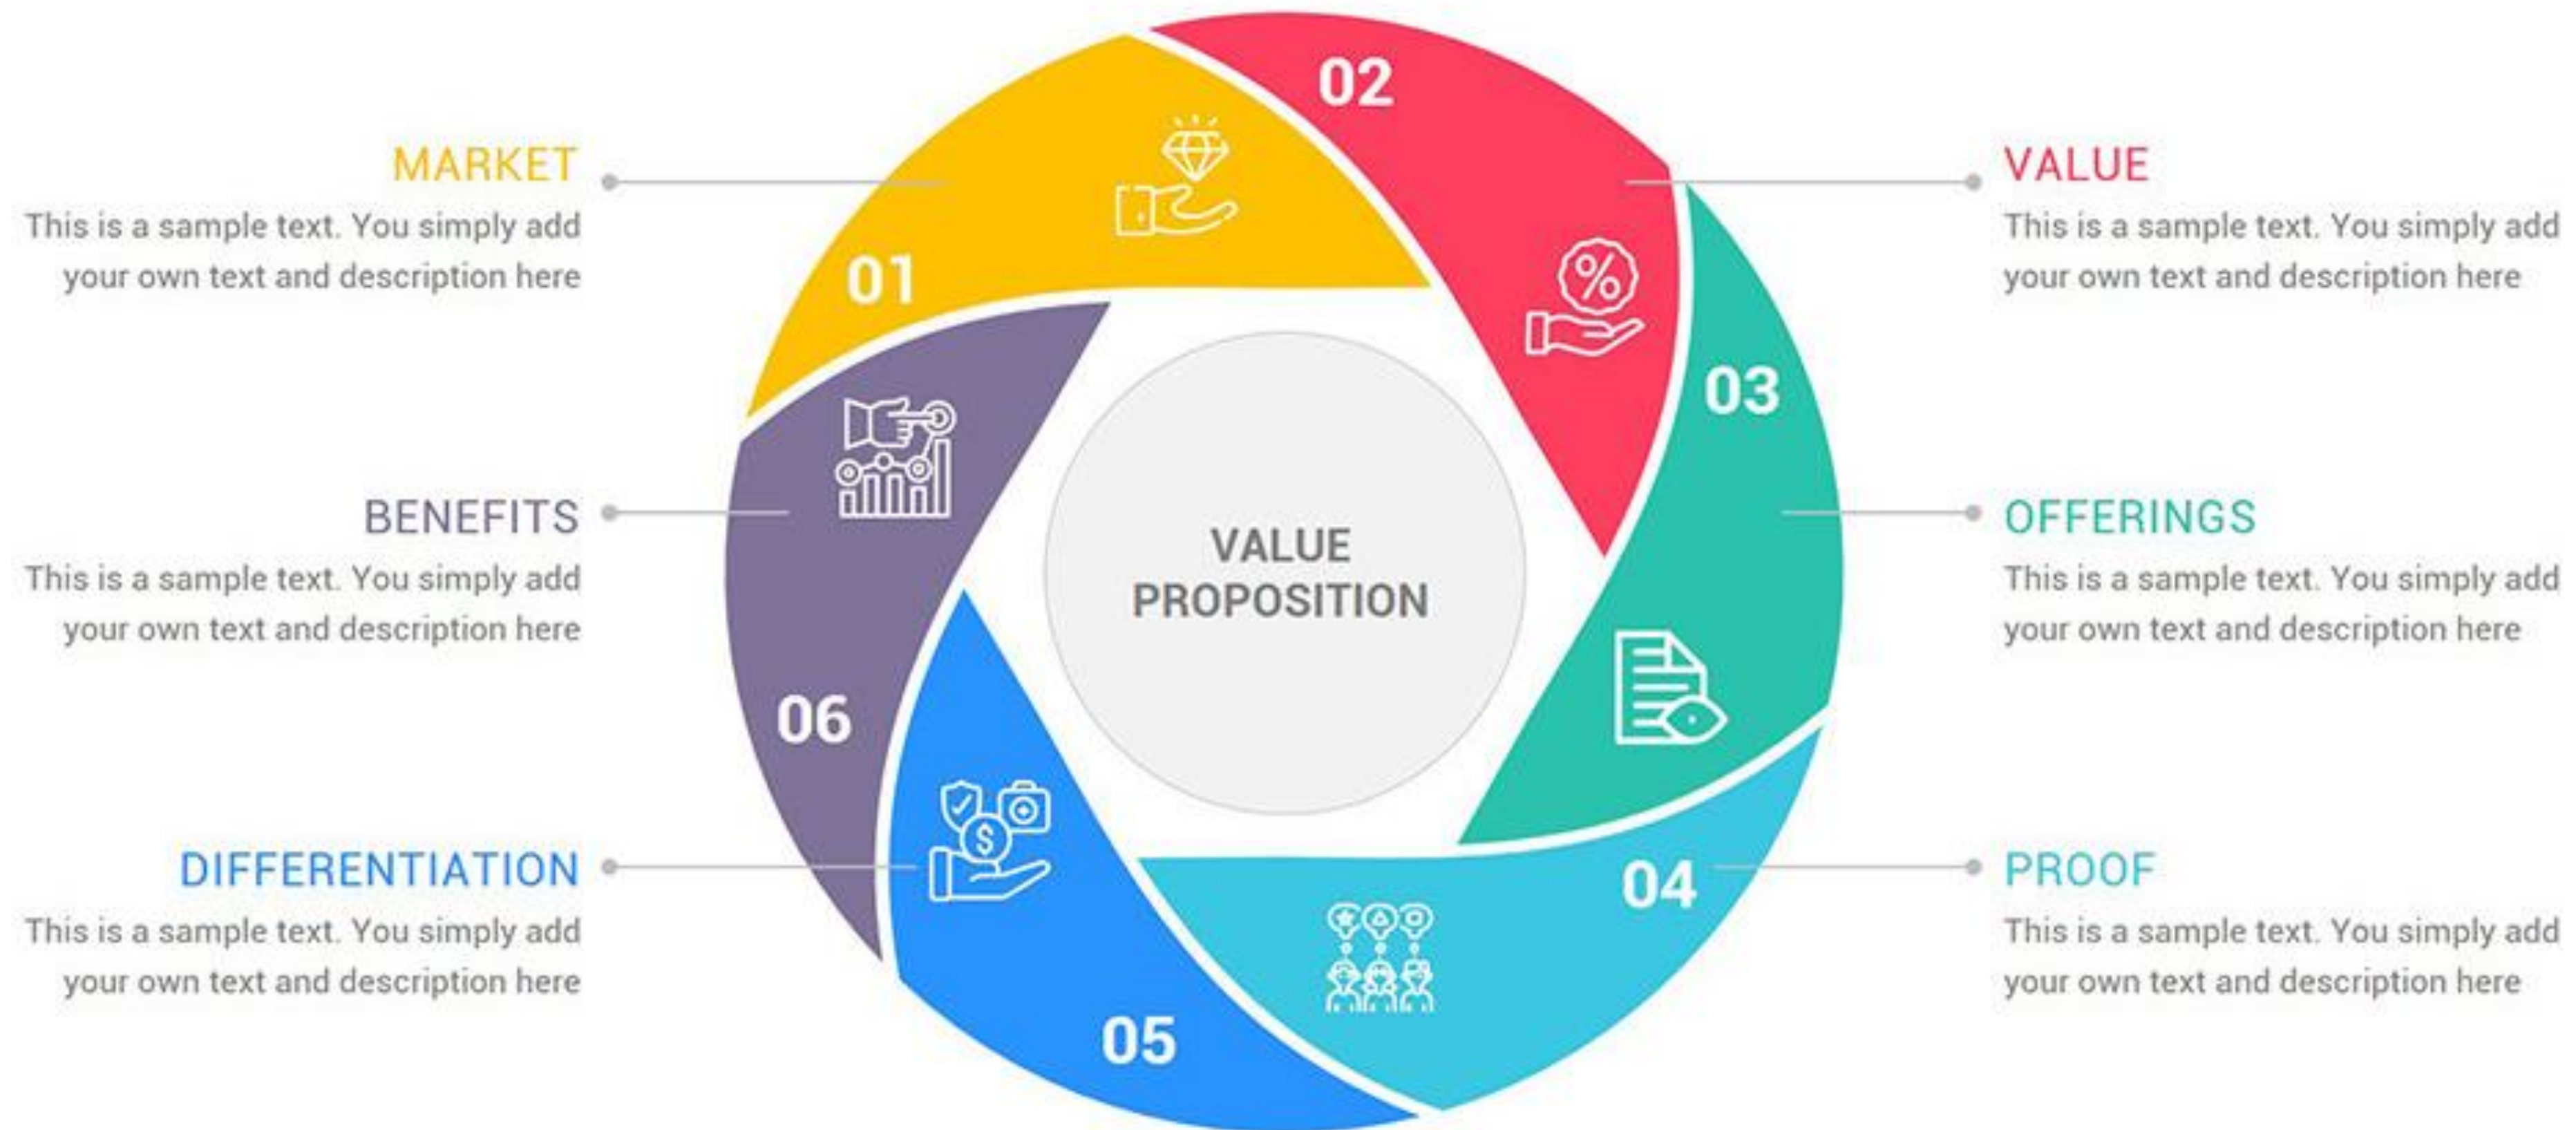 MARKET
This is a sample text. You simply add
your own text and description here
BENEFITS
This is a sample text. You simply add
your own text and description here
DIFFERENTIATION
This is a sample text. You simply add
your own text and description here
01
02
03
04
05
06
%
$
VALUE
PROPOSITION
VALUE
This is a sample text. You simply add
your own text and description here
OFFERINGS
This is a sample text. You simply add
your own text and description here
PROOF
This is a sample text. You simply add
your own text and description here